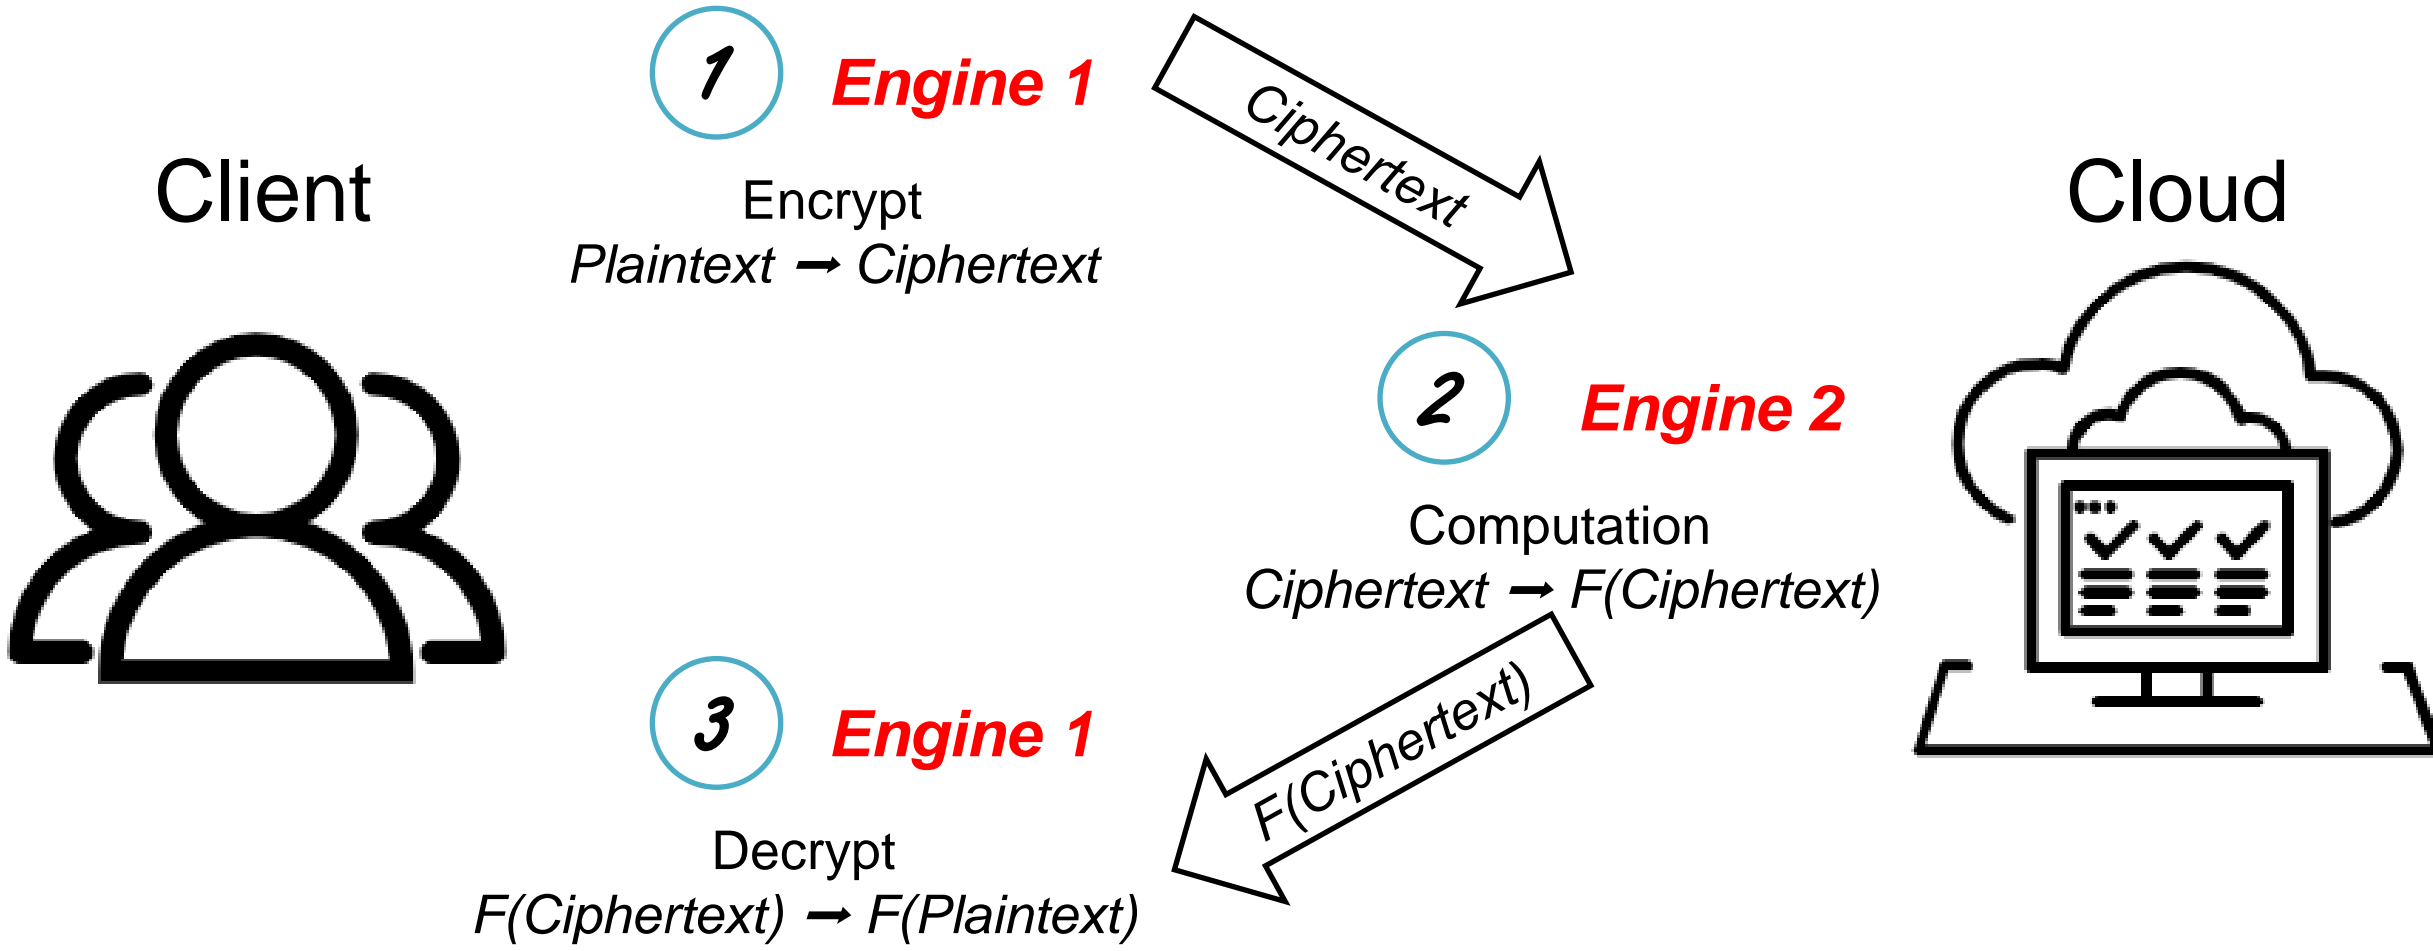 Client
1
Engine 1
Encrypt
Plaintext → Ciphertext
Ciphertext
Cloud
2
Engine 2
Computation
Ciphertext → F(Ciphertext)
F(Ciphertext)
3
Engine 1
Decrypt
F(Ciphertext) → F(Plaintext)